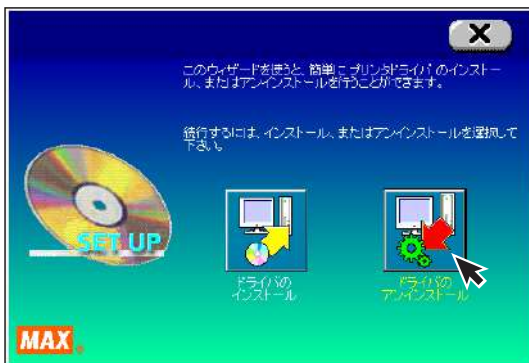 このウィザードを使うと、簡単にプリンタドライバのインストー
ル、またはアンインストールを行うことができます。
続行するには、インストール、またはアンインストールを選択して
下さい。
SET UP
ドライバの
インストール
ドライバの
アンインストール
MAX